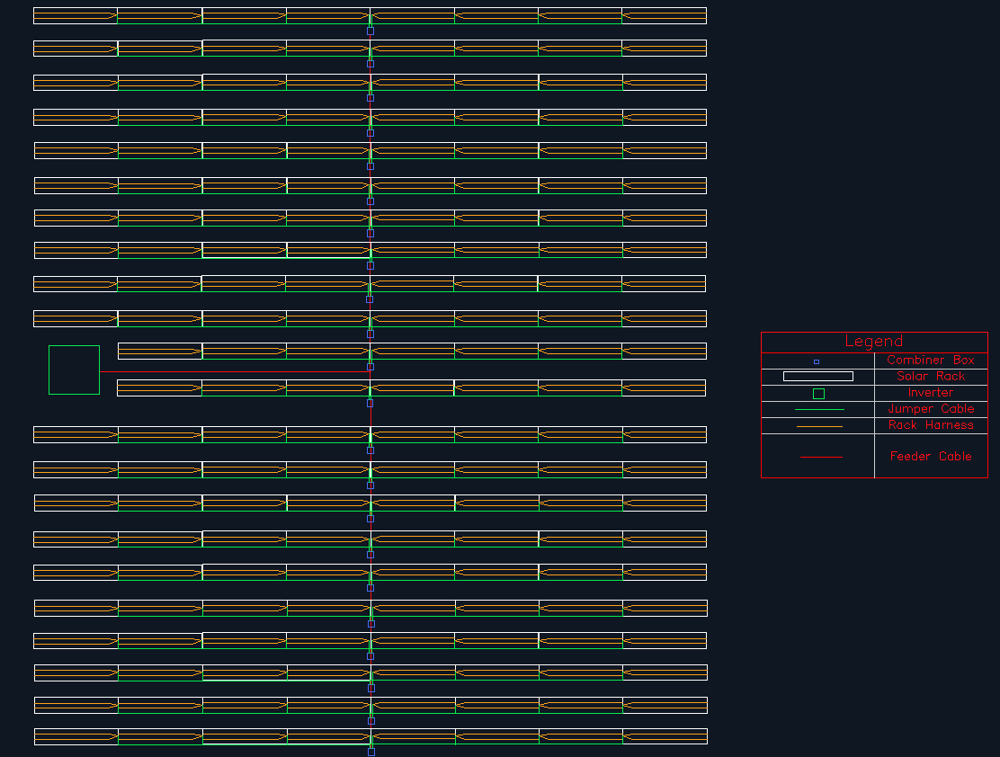 Legend
Combiner Box
Solar Rack
Inverter
Jumper Cable
Rack Harness
Feeder Cable